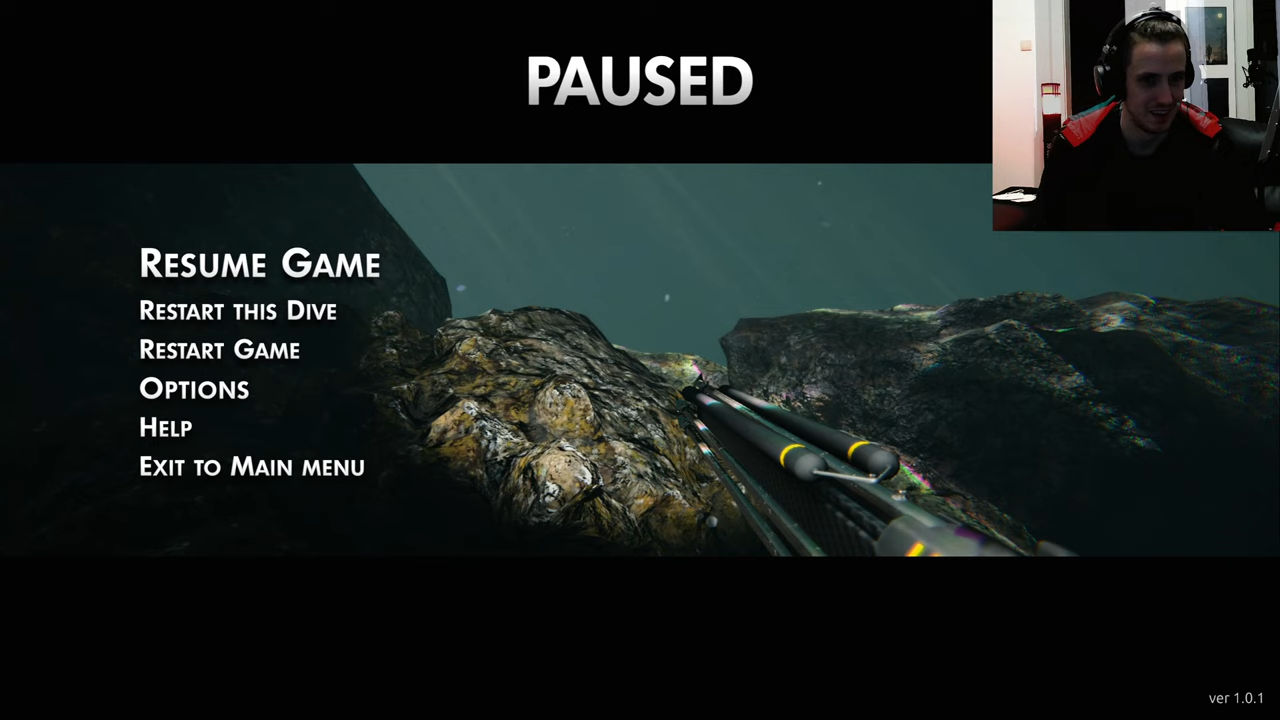 PAUSED
RESUME GAME
RESTART THIS DIVE
RESTART GAME
OPTIONS
HELP
EXIT TO MAIN MENU
ver 1.0.1